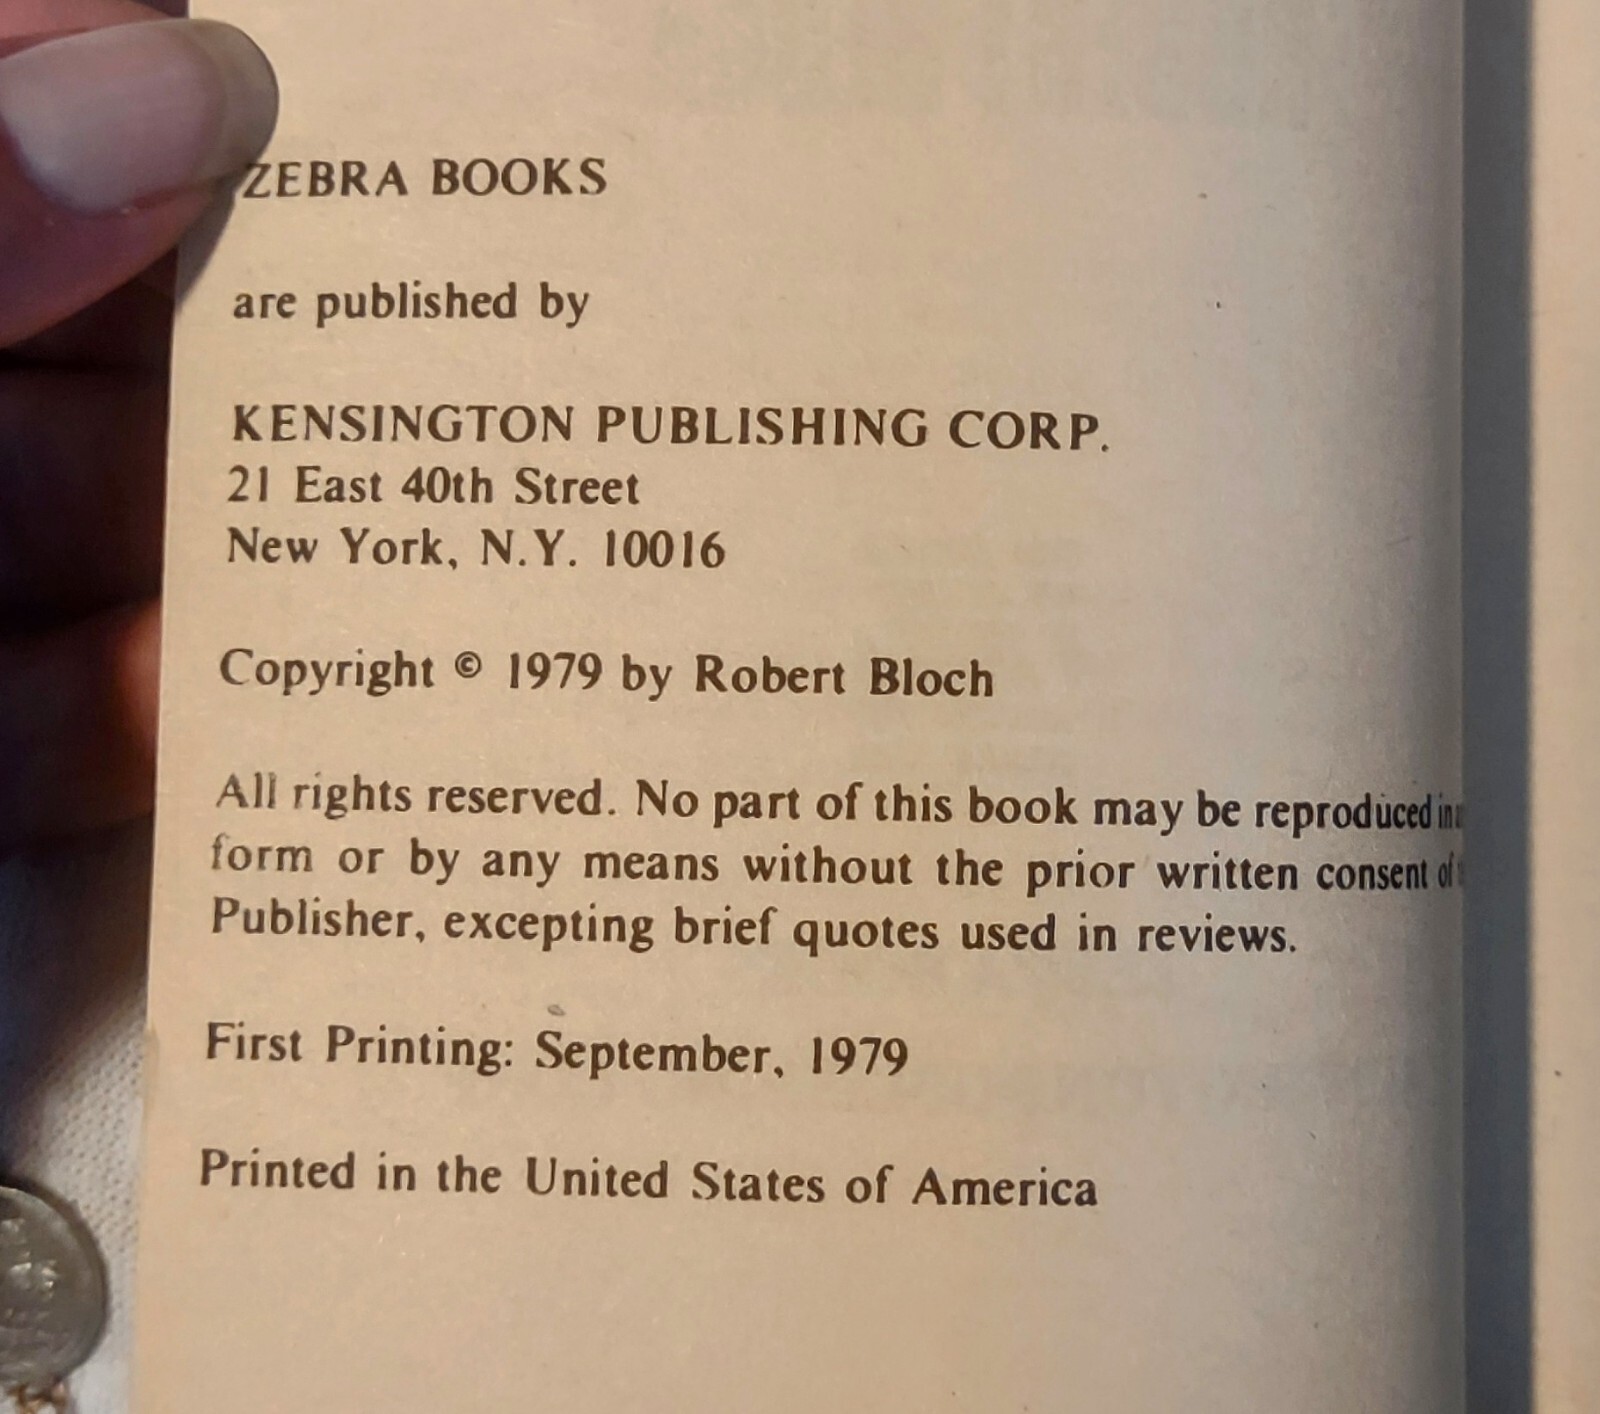 ZEBRA BOOKS
are published by
KENSINGTON PUBLISHING CORP.
21 East 40th Street
New York, N.Y. 10016
Copyright © 1979 by Robert Bloch
All rights reserved. No part of this book may be reproduced in
form or by any means without the prior written consent of
Publisher, excepting brief quotes used in reviews.
First Printing: September, 1979
Printed in the United States of America